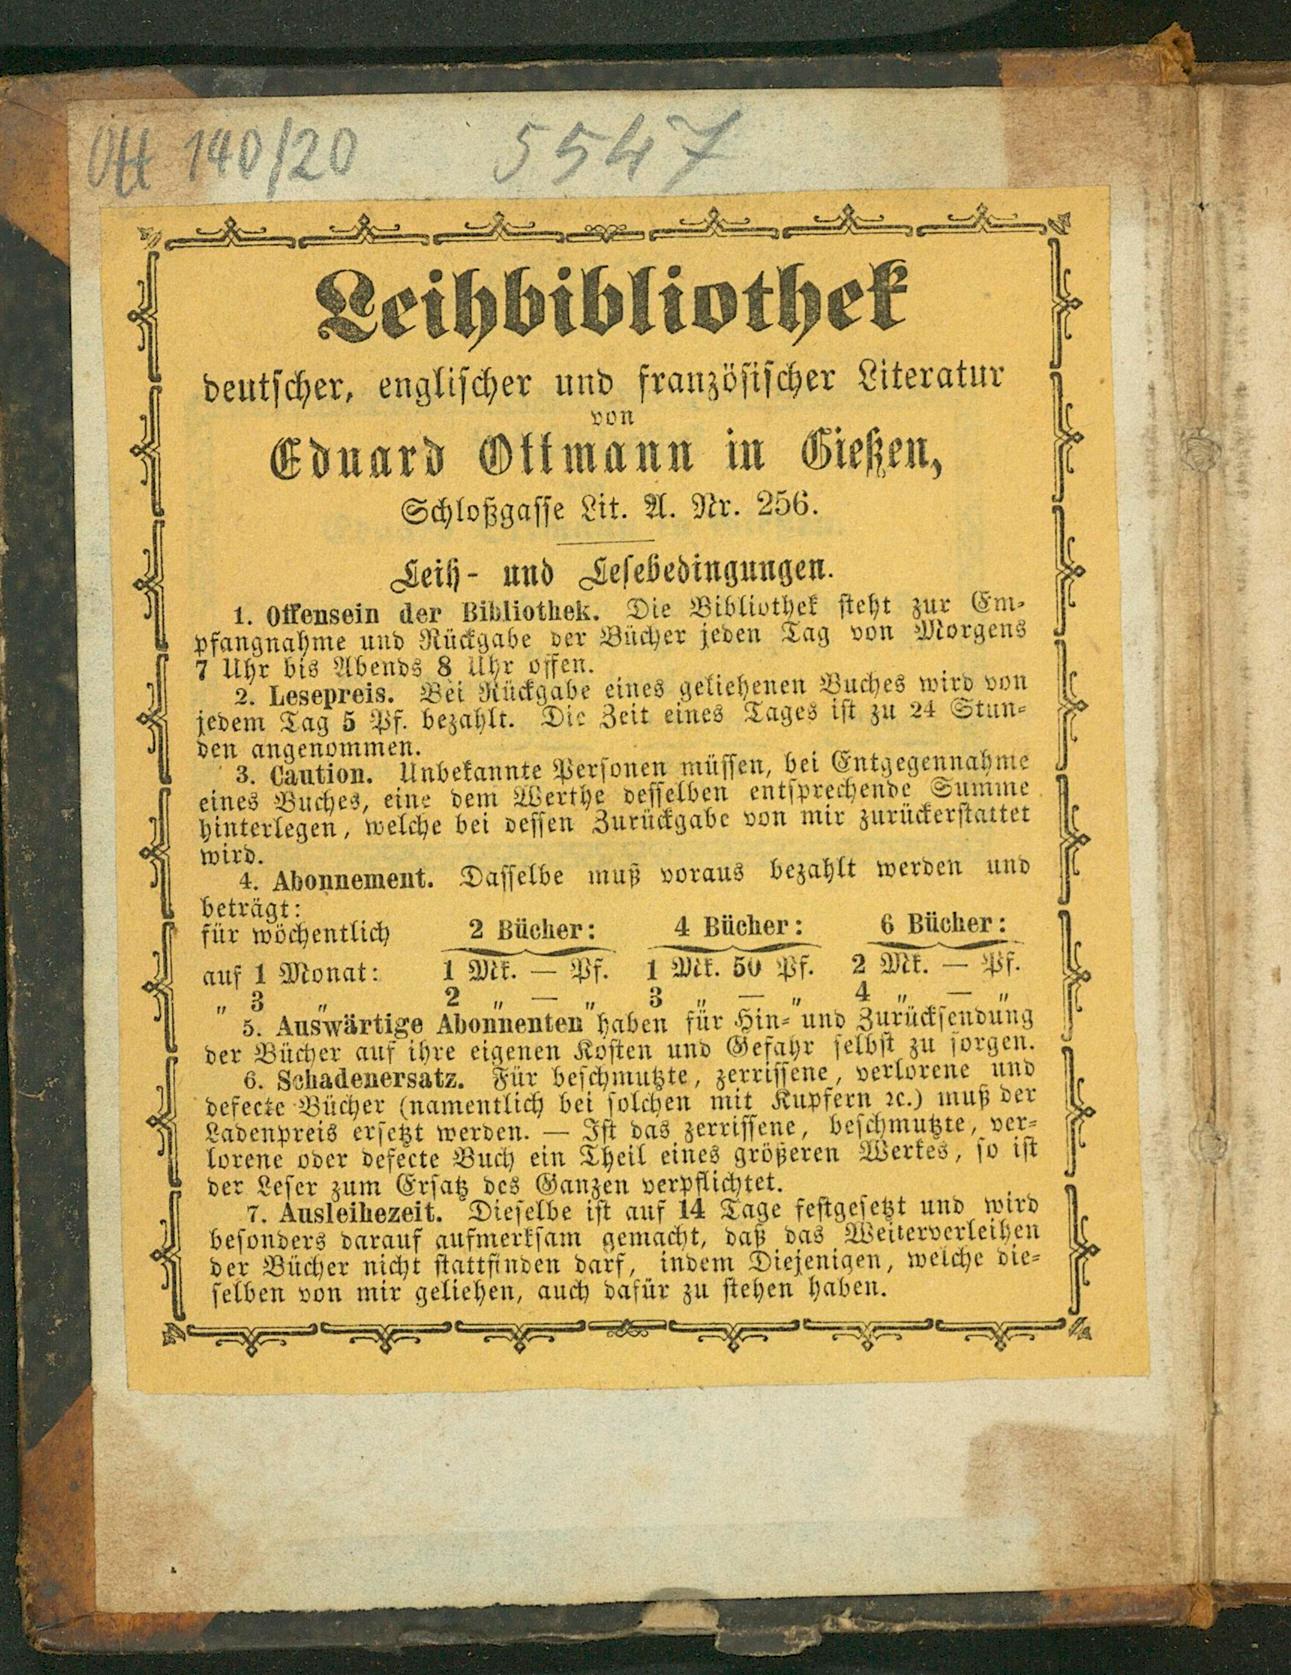 Ott 140/20 5547
Leihbibliothek
deutscher, englischer und französischer Literatur
von
Eduard Ottmann in Gießen,
Schloßgasse Lit. A. Nr. 256.
Leih- und Lesebedingungen.
1. Offensein der Bibliothek. Die Bibliothek steht zur Em-
pfangnahme und Rückgabe der Bücher jeden Tag von Morgens
7 Uhr bis Abends 8 Uhr offen.
2. Lesepreis. Bei Rückgabe eines geliehenen Buches wird von
jedem Tag 5 Pf. bezahlt. Die Zeit eines Tages ist zu 24 Stun-
den angenommen.
3. Caution. Unbekannte Personen müssen, bei Entgegennahme
eines Buches, eine dem Werthe desselben entsprechende Summe
hinterlegen, welche bei dessen Zurückgabe von mir zurückerstattet
wird.
4. Abonnement. Dasselbe muß voraus bezahlt werden und
beträgt:
für wöchentlich 2 Bücher: 4 Bücher: 6 Bücher:
auf 1 Monat: 1 Mk. — Pf. 1 Mk. 50 Pf. 2 Mk. — Pf.
„ 3 „ 2 „ — „ 3 „ — „ 4 „ — „
5. Auswärtige Abonnenten haben für Hin- und Zurücksendung
der Bücher auf ihre eigenen Kosten und Gefahr selbst zu sorgen.
6. Schadenersatz. Für beschmutzte, zerrissene, verlorene und
defecte Bücher (namentlich bei solchen mit Kupfern ꝛc.) muß der
Ladenpreis ersetzt werden. — Ist das zerrissene, beschmutzte, ver-
lorene oder defecte Buch ein Theil eines größeren Werkes, so ist
der Leser zum Ersatz des Ganzen verpflichtet.
7. Ausleihezeit. Dieselbe ist auf 14 Tage festgesetzt und wird
besonders darauf aufmerksam gemacht, daß das Weiterverleihen
der Bücher nicht stattfinden darf, indem Diejenigen, welche die-
selben von mir geliehen, auch dafür zu stehen haben.